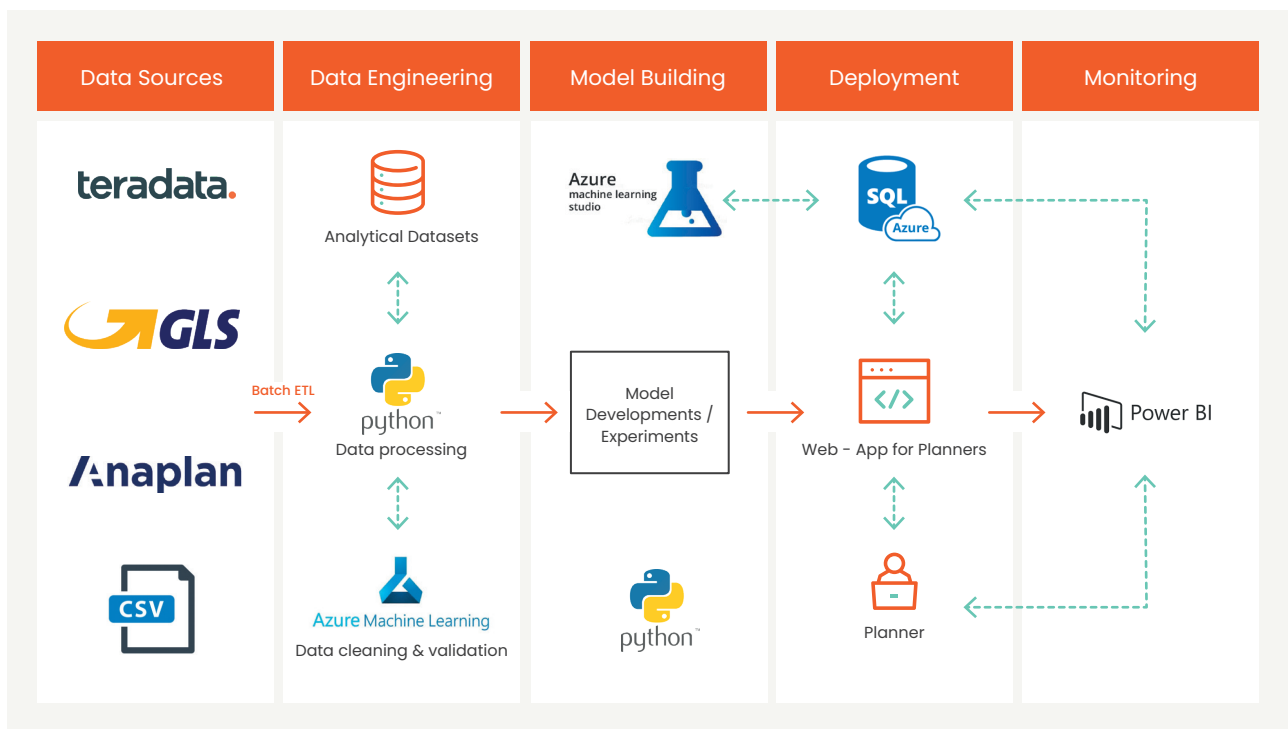 Data Sources
Data Engineering
Model Building
Deployment
Monitoring
teradata.
GLS
Batch ETL
Anaplan
CSV
Analytical Datasets
python™
Data processing
Azure Machine Learning
Data cleaning & validation
Azure
machine learning
studio
Model
Developments /
Experiments
python™
SQL
Azure
Web - App for Planners
Planner
Power BI